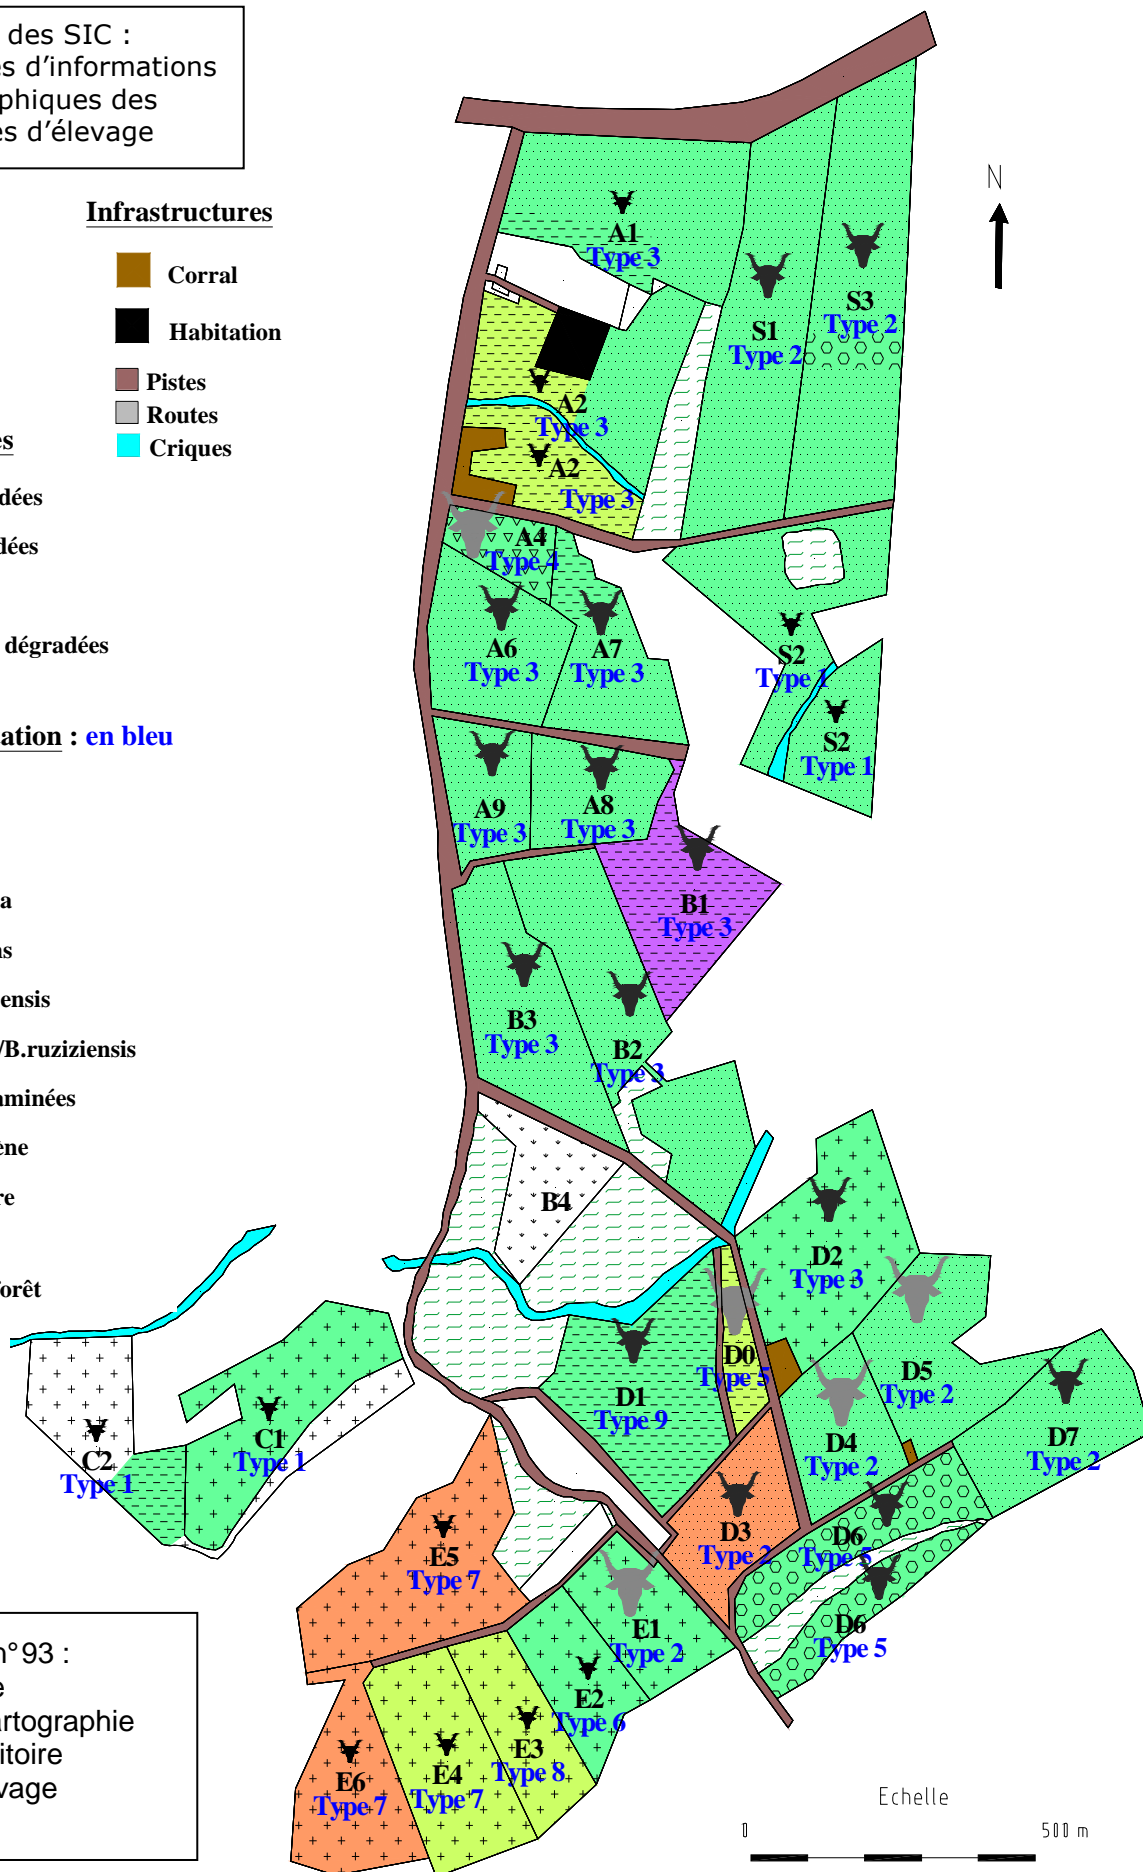 des SIC :
s d'informations
phiques des
es d'élevage
Infrastructures
Corral
Habitation
Pistes
Routes
Criques
es
dées
dées
dégradées
ation : en bleu
a
ns
ensis
/B.ruziziensis
aminées
ène
re
forêt
n°93 :
e
artographie
itoire
vage
N
A1
Type 3
S3
Type 2
S1
Type 2
A2
Type 3
A2
Type 3
A4
Type 4
A6
Type 3
A7
Type 3
S2
Type 1
S2
Type 1
A9
Type 3
A8
Type 3
B1
Type 3
B3
Type 3
B2
Type 3
B4
D2
Type 3
D0
Type 5
D5
Type 2
D1
Type 9
D4
Type 2
D7
Type 2
C1
Type 1
C2
Type 1
D3
Type 2
D6
Type 5
D6
Type 5
E5
Type 7
E1
Type 2
E2
Type 6
E3
Type 8
E4
Type 7
E6
Type 7
Echelle
0 500 m